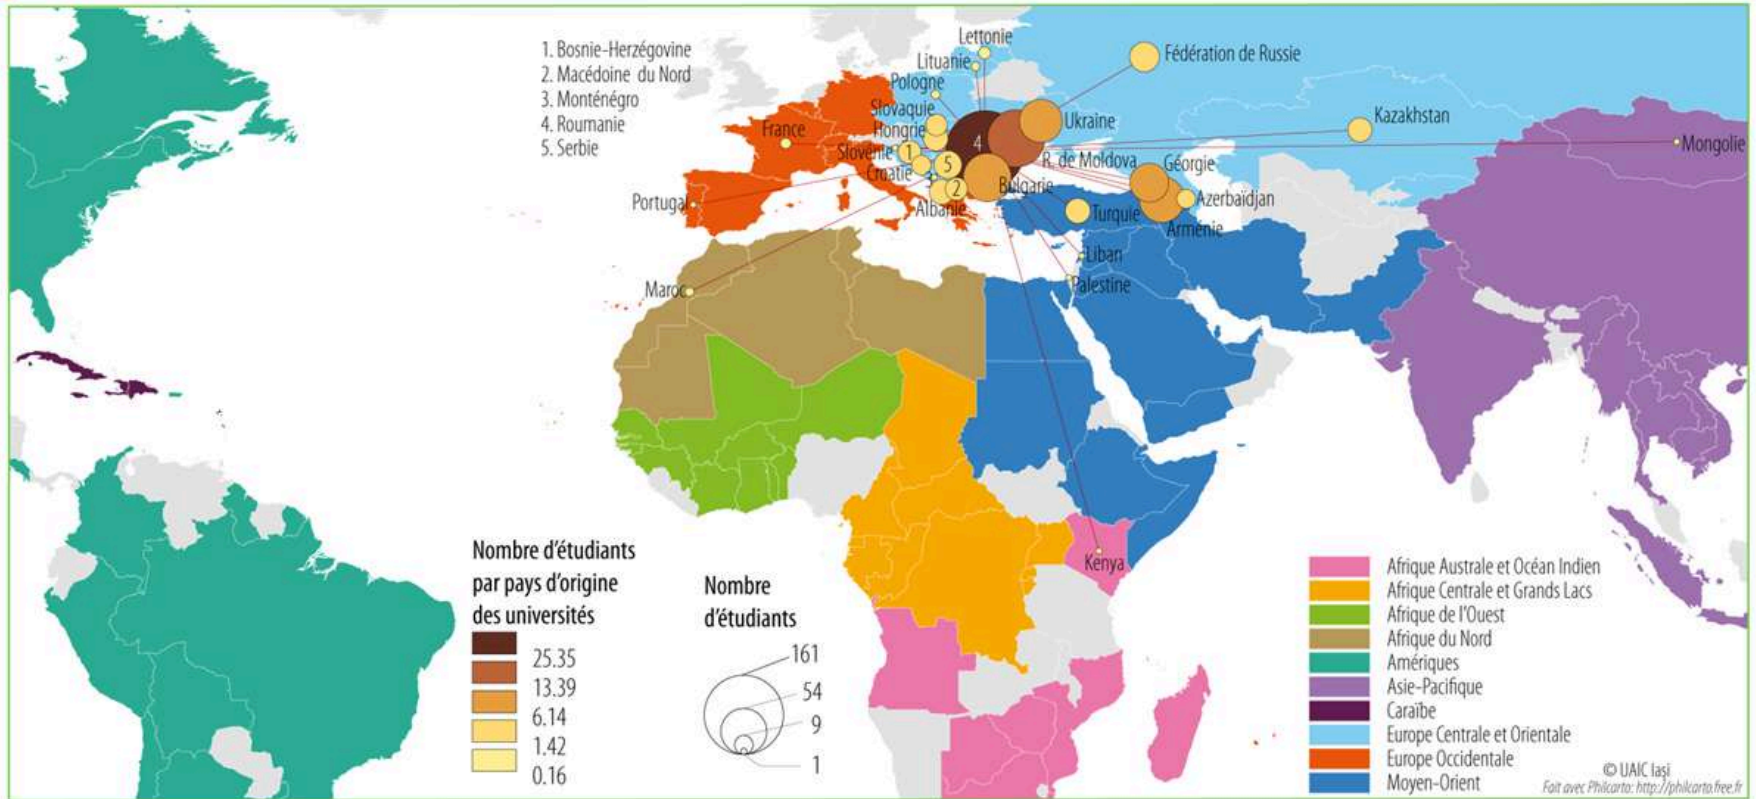 1. Bosnie-Herzégovine
2. Macédoine du Nord
3. Monténégro
4. Roumanie
5. Serbie
Lettonie
Lituanie
Pologne
Slovaquie
Hongrie
Slovénie
Croatie
Albanie
France
Portugal
Maroc
1
5
2
4
Fédération de Russie
Ukraine
Kazakhstan
Mongolie
R. de Moldova
Géorgie
Bulgarie
Azerbaïdjan
Turquie
Arménie
Liban
Palestine
Kenya
Nombre d'étudiants
par pays d'origine
des universités
25.35
13.39
6.14
1.42
0.16
Nombre
d'étudiants
161
54
9
1
Afrique Australe et Océan Indien
Afrique Centrale et Grands Lacs
Afrique de l'Ouest
Afrique du Nord
Amériques
Asie-Pacifique
Caraïbe
Europe Centrale et Orientale
Europe Occidentale
Moyen-Orient
© UAIC Iași
Fait avec Philcarto: http://philcarto.free.fr